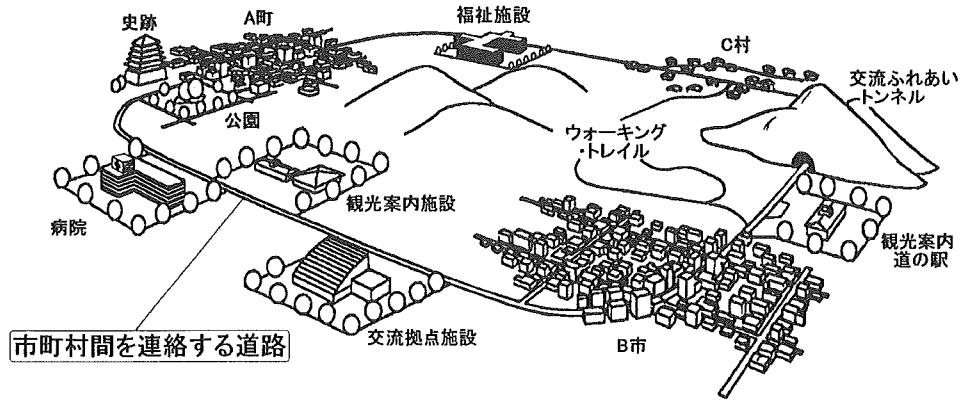 史跡
A町
福祉施設
C村
交流ふれあい
トンネル
公園
ウォーキング
・トレイル
病院
観光案内施設
観光案内
道の駅
交流拠点施設
B市
市町村間を連絡する道路